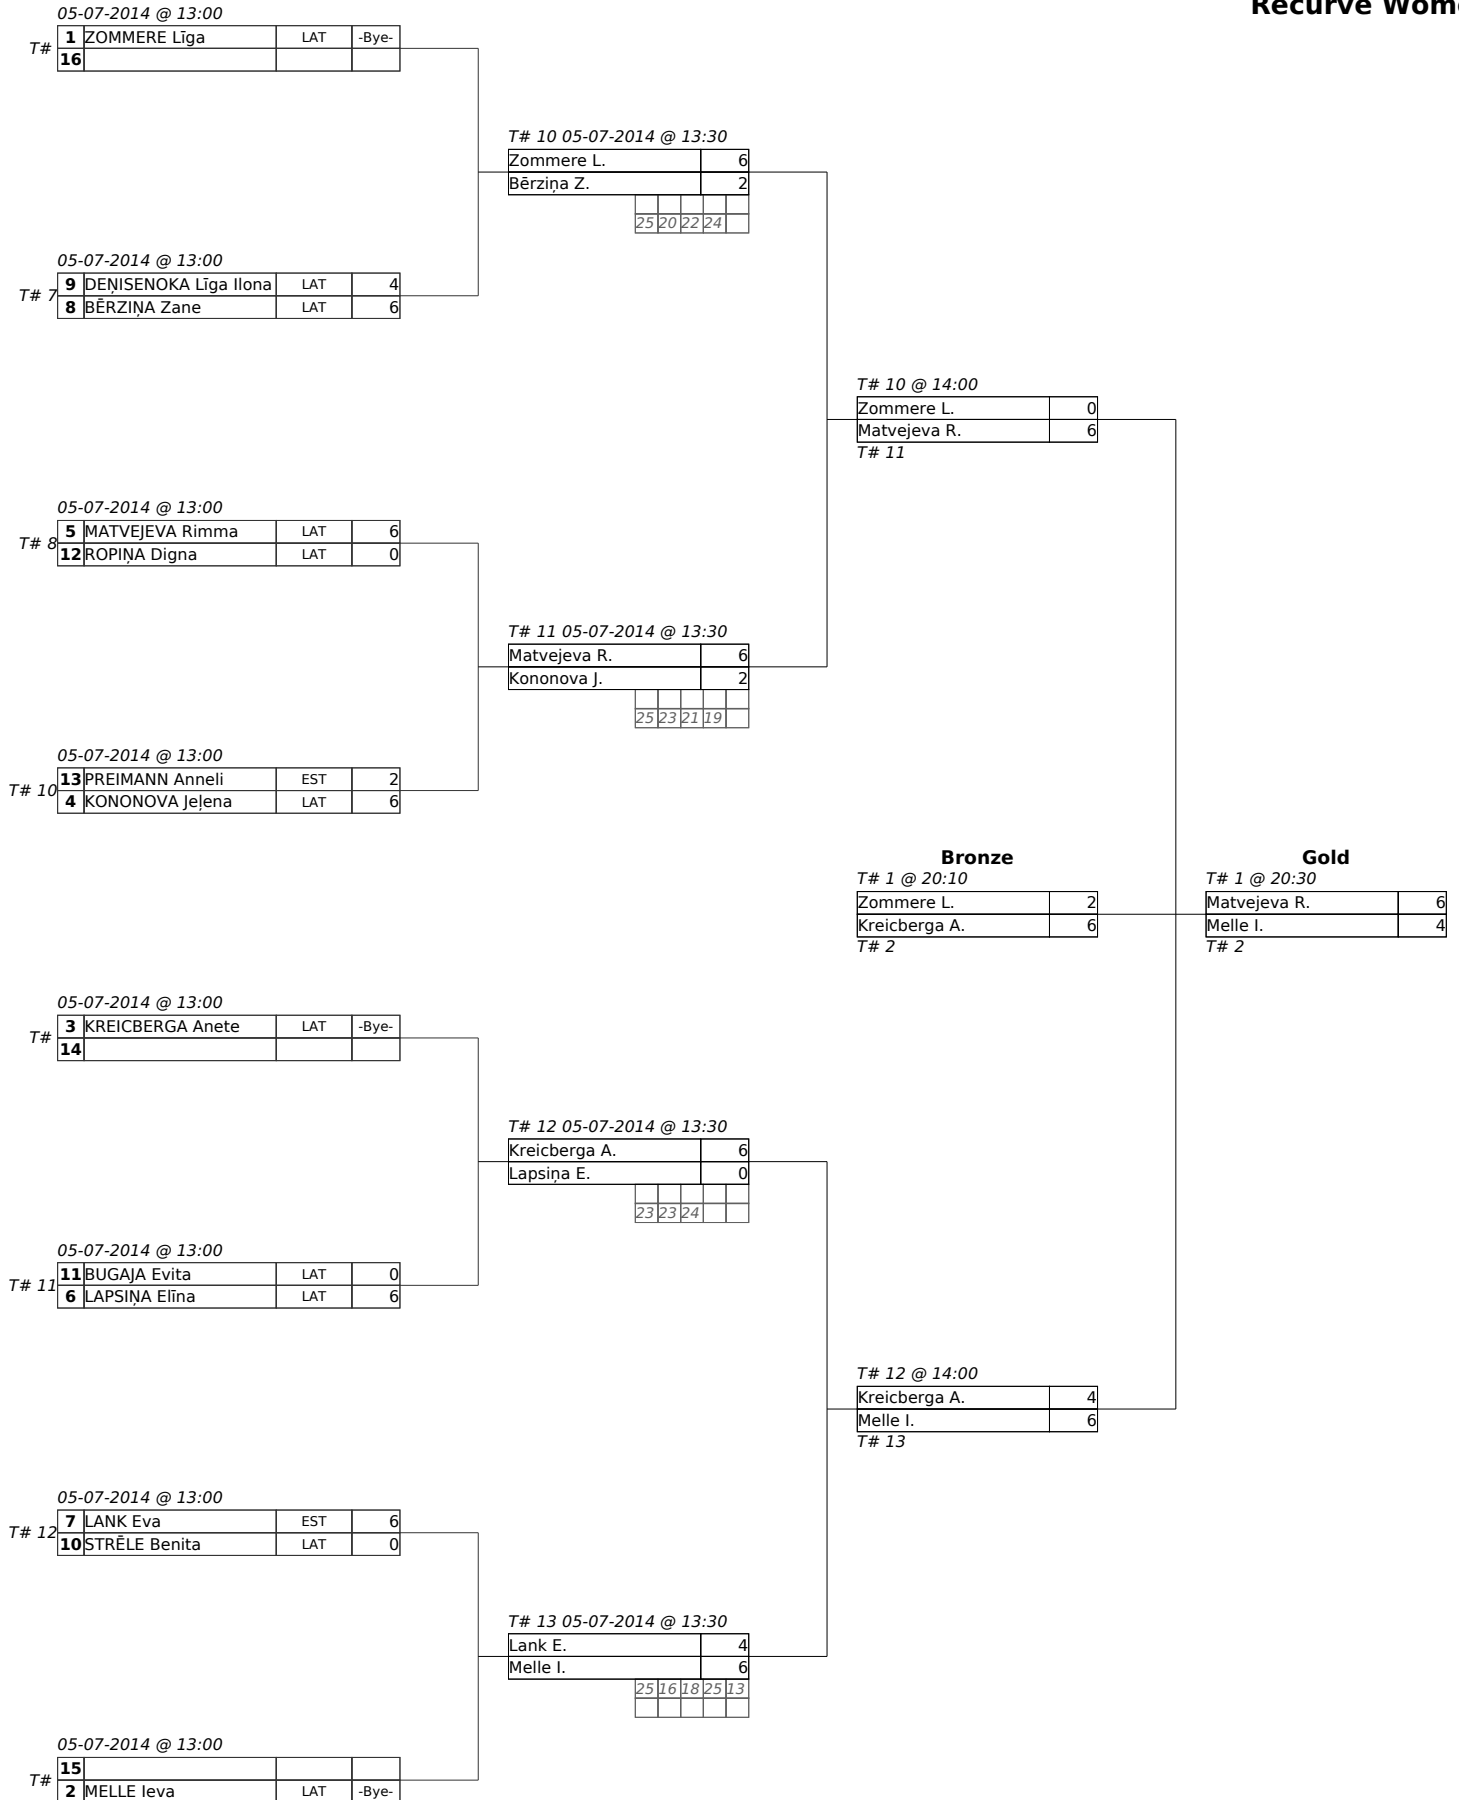 Recurve Wome
05-07-2014 @ 13:00
T#
1 ZOMMERE Līga LAT -Bye-
16
T# 10 05-07-2014 @ 13:30
Zommere L. 6
Bērziņa Z. 2
25 20 22 24
05-07-2014 @ 13:00
T# 7
9 DEŅISENOKA Līga Ilona LAT 4
8 BĒRZIŅA Zane LAT 6
T# 10 @ 14:00
Zommere L. 0
Matvejeva R. 6
T# 11
05-07-2014 @ 13:00
T# 8
5 MATVEJEVA Rimma LAT 6
12 ROPIŅA Digna LAT 0
T# 11 05-07-2014 @ 13:30
Matvejeva R. 6
Kononova J. 2
25 23 21 19
05-07-2014 @ 13:00
T# 10
13 PREIMANN Anneli EST 2
4 KONONOVA Jeļena LAT 6
Bronze
T# 1 @ 20:10
Zommere L. 2
Kreicberga A. 6
T# 2
Gold
T# 1 @ 20:30
Matvejeva R. 6
Melle I. 4
T# 2
05-07-2014 @ 13:00
T#
3 KREICBERGA Anete LAT -Bye-
14
T# 12 05-07-2014 @ 13:30
Kreicberga A. 6
Lapsiņa E. 0
23 23 24
05-07-2014 @ 13:00
T# 11
11 BUGAJA Evita LAT 0
6 LAPSIŅA Elīna LAT 6
T# 12 @ 14:00
Kreicberga A. 4
Melle I. 6
T# 13
05-07-2014 @ 13:00
T# 12
7 LANK Eva EST 6
10 STRĒLE Benita LAT 0
T# 13 05-07-2014 @ 13:30
Lank E. 4
Melle I. 6
25 16 18 25 13
05-07-2014 @ 13:00
T#
15
2 MELLE Ieva LAT -Bye-